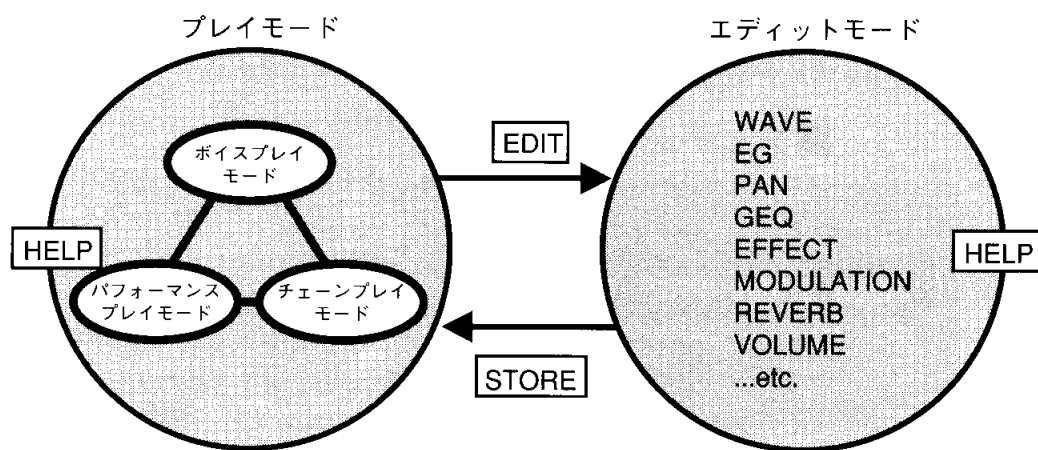 プレイモード
ボイスプレイ
モード
HELP
パフォーマンス
プレイモード
チェーンプレイ
モード
EDIT
STORE
エディットモード
WAVE
EG
PAN
GEQ
EFFECT
MODULATION
REVERB
VOLUME
...etc.
HELP